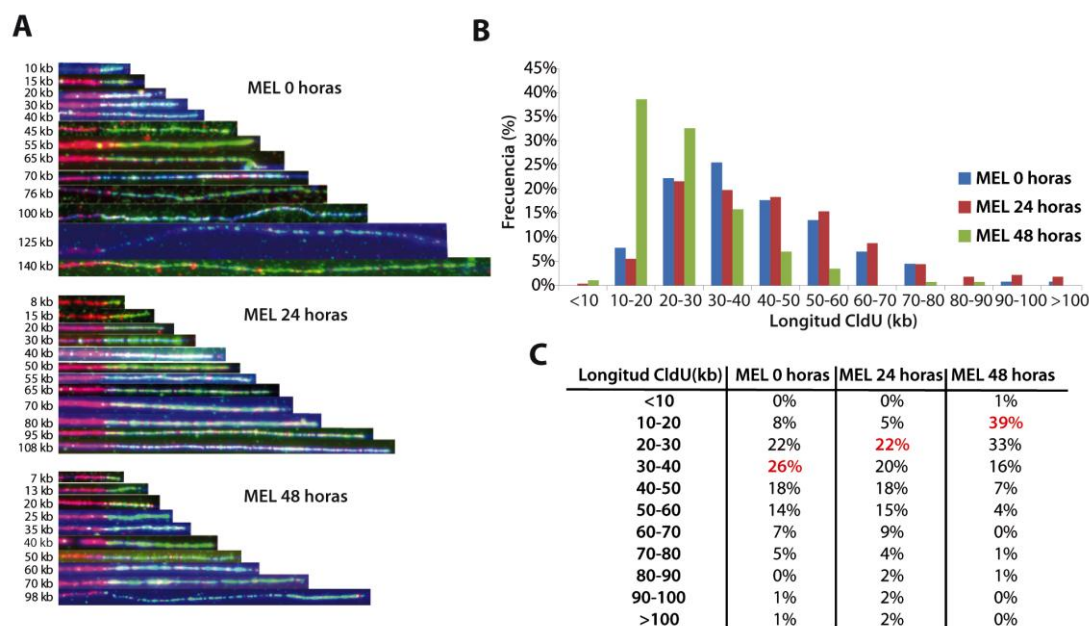 A
10 kb
15 kb
20 kb
30 kb
40 kb
45 kb
55 kb
65 kb
70 kb
76 kb
100 kb
125 kb
140 kb
MEL 0 horas
8 kb
15 kb
20 kb
30 kb
40 kb
50 kb
55 kb
65 kb
70 kb
80 kb
95 kb
108 kb
MEL 24 horas
7 kb
13 kb
20 kb
25 kb
35 kb
40 kb
50 kb
60 kb
70 kb
98 kb
MEL 48 horas
B
Frecuencia (%)
45%
40%
35%
30%
25%
20%
15%
10%
5%
0%
<10 10-20 20-30 30-40 40-50 50-60 60-70 70-80 80-90 90-100 >100
Longitud CldU (kb)
MEL 0 horas
MEL 24 horas
MEL 48 horas
C
Longitud CldU(kb) MEL 0 horas MEL 24 horas MEL 48 horas
<10 0% 0% 1%
10-20 8% 5% 39%
20-30 22% 22% 33%
30-40 26% 20% 16%
40-50 18% 18% 7%
50-60 14% 15% 4%
60-70 7% 9% 0%
70-80 5% 4% 1%
80-90 0% 2% 1%
90-100 1% 2% 0%
>100 1% 2% 0%